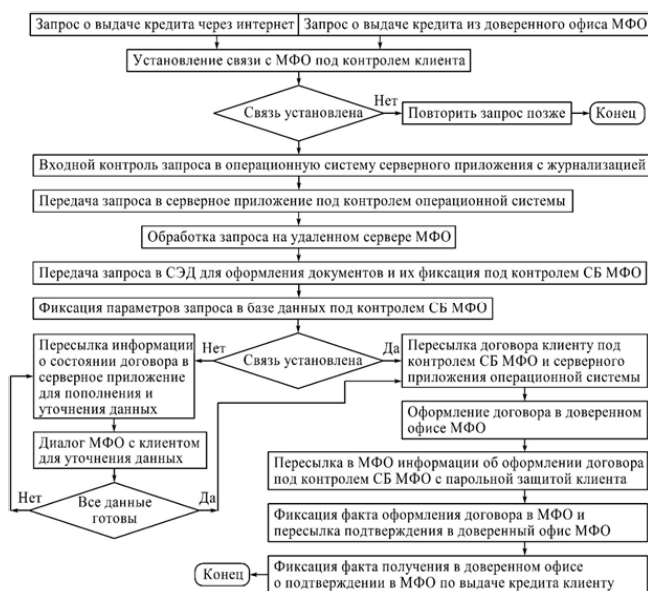 Запрос о выдаче кредита через интернет
Запрос о выдаче кредита из доверенного офиса МФО
Установление связи с МФО под контролем клиента
Связь установлена
Нет
Повторить запрос позже
Конец
Входной контроль запроса в операционную систему серверного приложения с журнализацией
Передача запроса в серверное приложение под контролем операционной системы
Обработка запроса на удаленном сервере МФО
Передача запроса в СЭД для оформления документов и их фиксация под контролем СБ МФО
Фиксация параметров запроса в базе данных под контролем СБ МФО
Связь установлена
Нет
Да
Пересылка информации
о состоянии договора в
серверное приложение
для пополнения и
уточнения данных
Диалог МФО с клиентом
для уточнения данных
Все данные
готовы
Нет
Да
Пересылка договора клиенту под
контролем СБ МФО и серверного
приложения операционной системы
Оформление договора в доверенном
офисе МФО
Пересылка в МФО информации об оформлении договора
под контролем СБ МФО с парольной защитой клиента
Фиксация факта оформления договора в МФО и
пересылка подтверждения в доверенный офис МФО
Фиксация факта получения в доверенном офисе
о подтверждении в МФО по выдаче кредита клиенту
Конец